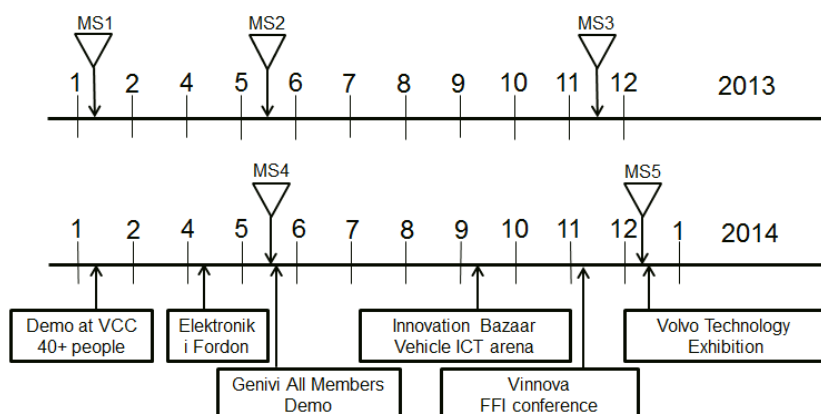 MS1 MS2 MS3
1 2 4 5 6 7 8 9 10 11 12 2013
MS4 MS5
1 2 4 5 6 7 8 9 10 11 12 1 2014
Demo at VCC
40+ people
Elektronik
i Fordon
Innovation Bazaar
Vehicle ICT arena
Volvo Technology
Exhibition
Genivi All Members
Demo
Vinnova
FFI conference